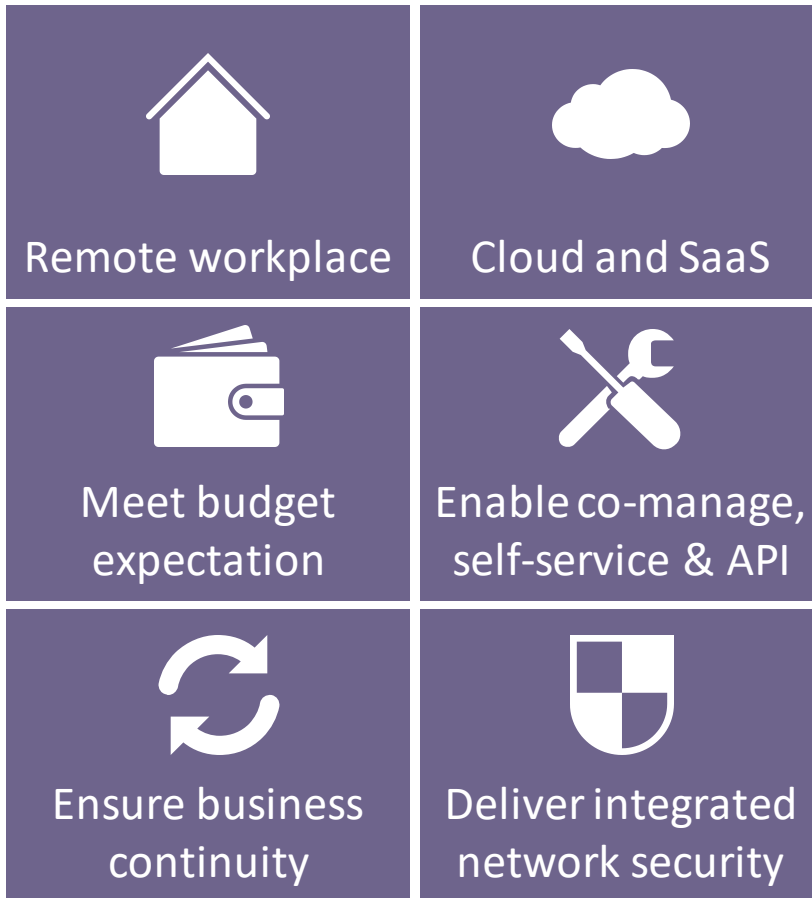 Remote workplace
Cloud and SaaS
Meet budget
expectation
Enable co-manage,
self-service & API
Ensure business
continuity
Deliver integrated
network security